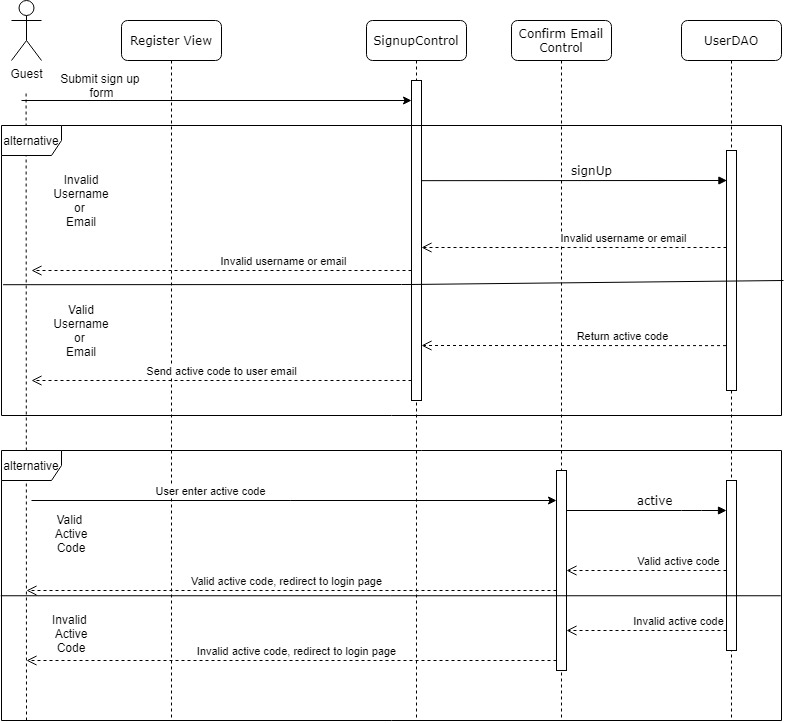 Guest
Register View
SignupControl
Confirm Email
Control
UserDAO
Submit sign up
form
alternative
Invalid
Username
or
Email
signUp
Invalid username or email
Invalid username or email
Valid
Username
or
Email
Return active code
Send active code to user email
alternative
User enter active code
active
Valid
Active
Code
Valid active code
Valid active code, redirect to login page
Invalid
Active
Code
Invalid active code
Invalid active code, redirect to login page